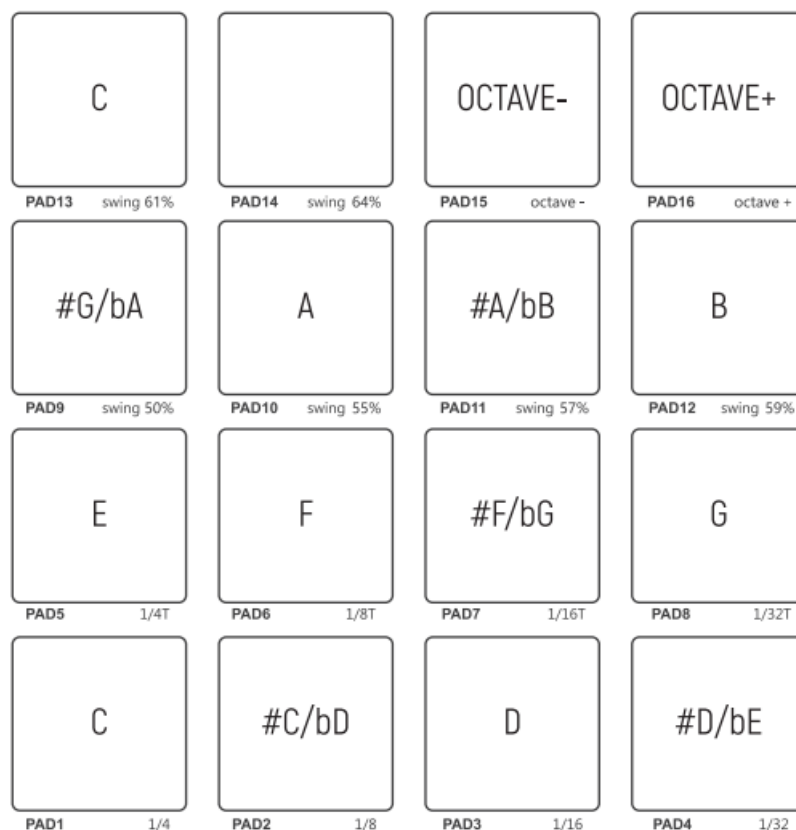 C OCTAVE- OCTAVE+
PAD13 swing 61% PAD14 swing 64% PAD15 octave - PAD16 octave +
#G/bA A #A/bB B
PAD9 swing 50% PAD10 swing 55% PAD11 swing 57% PAD12 swing 59%
E F #F/bG G
PAD5 1/4T PAD6 1/8T PAD7 1/16T PAD8 1/32T
C #C/bD D #D/bE
PAD1 1/4 PAD2 1/8 PAD3 1/16 PAD4 1/32